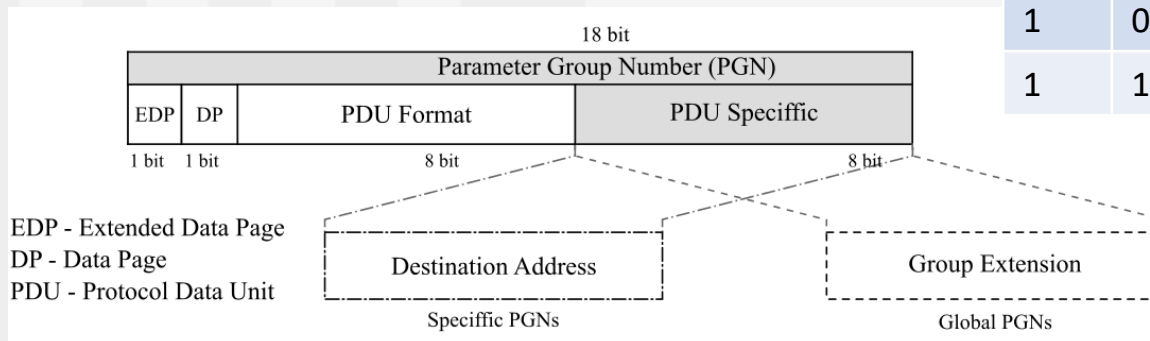 18 bit
1 0
Parameter Group Number (PGN)
EDP DP PDU Format PDU Speciffic
1 1
1 bit 1 bit 8 bit 8 bit
EDP - Extended Data Page
DP - Data Page
PDU - Protocol Data Unit
Destination Address
Group Extension
Speciffic PGNs
Global PGNs